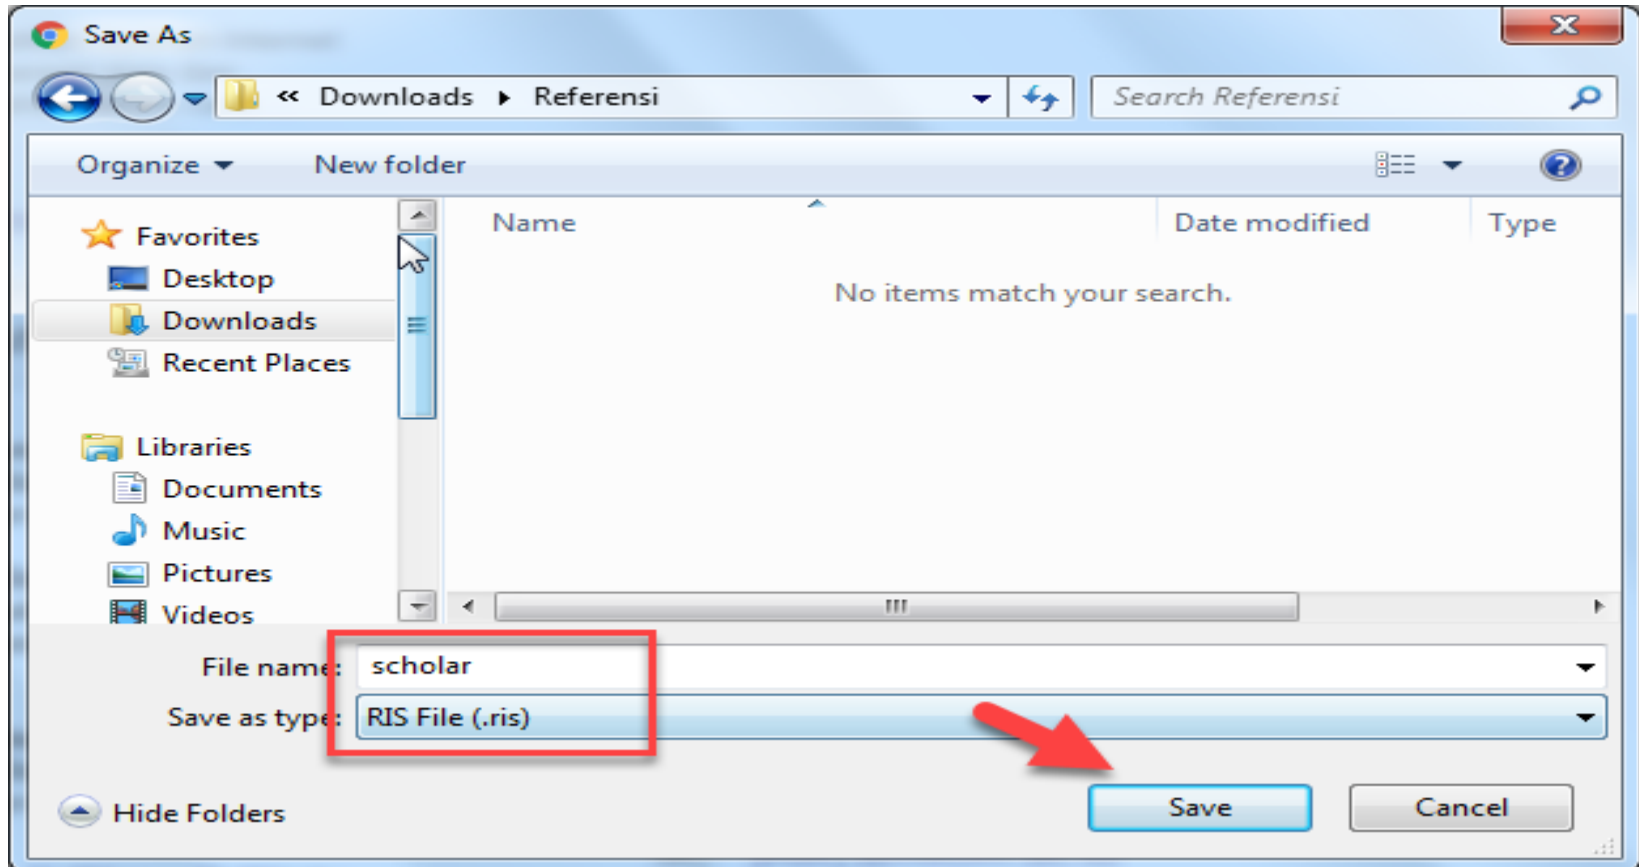 Save As
« Downloads ▸ Referensi
Search Referensi
Organize
New folder
Name
Date modified
Type
No items match your search.
Favorites
Desktop
Downloads
Recent Places
Libraries
Documents
Music
Pictures
Videos
File name: scholar
Save as type: RIS File (.ris)
Hide Folders
Save
Cancel